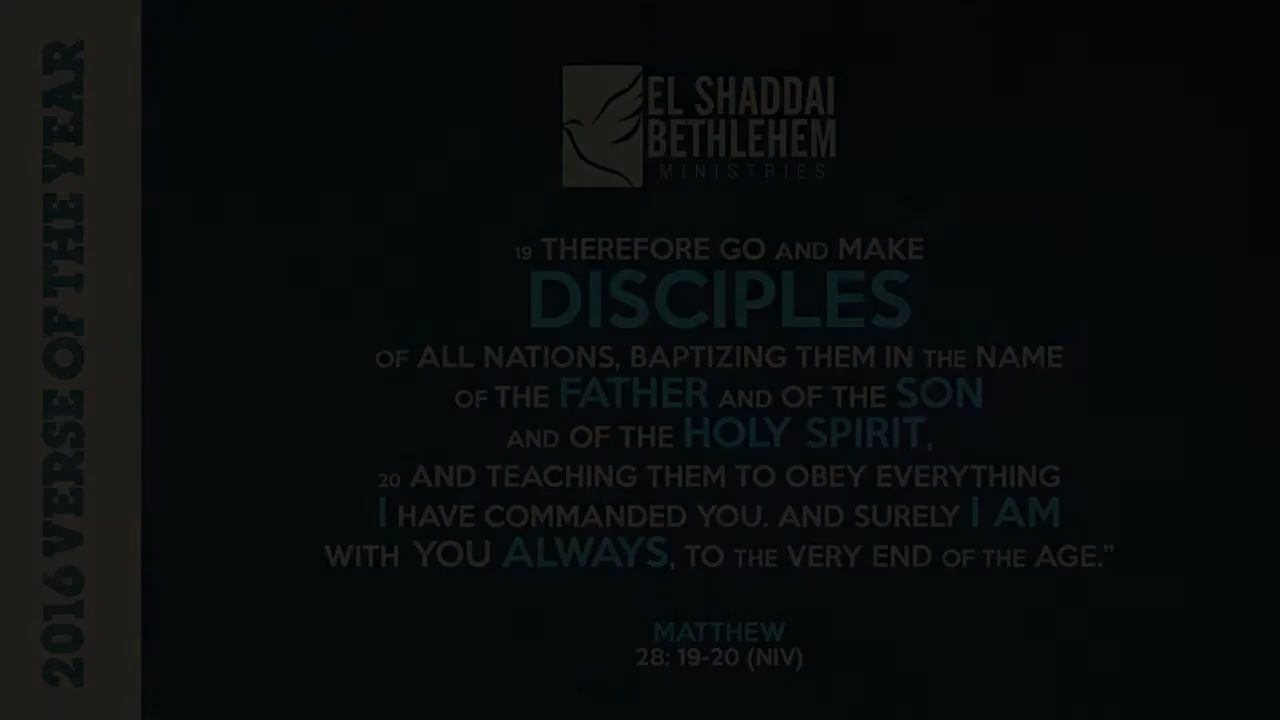 2016 VERSE OF THE YEAR
EL SHADDAI
BETHLEHEM
MINISTRIES
19 THEREFORE GO AND MAKE
DISCIPLES
OF ALL NATIONS, BAPTIZING THEM IN THE NAME
OF THE FATHER AND OF THE SON
AND OF THE HOLY SPIRIT,
20 AND TEACHING THEM TO OBEY EVERYTHING
I HAVE COMMANDED YOU. AND SURELY I AM
WITH YOU ALWAYS, TO THE VERY END OF THE AGE.”
MATTHEW
28: 19-20 (NIV)